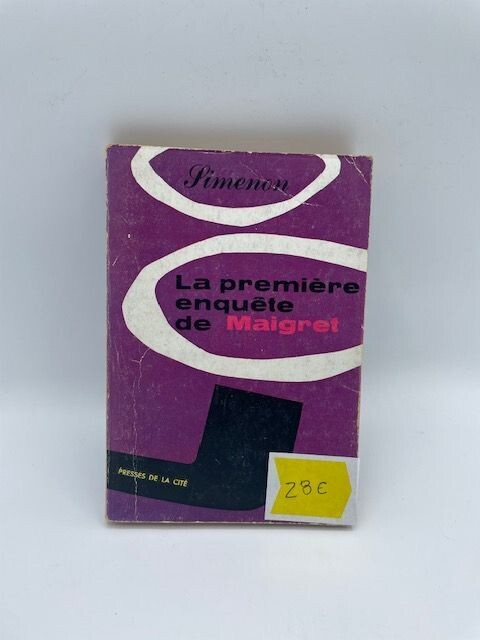 Simenon
La première
enquête
de Maigret
PRESSES DE LA CITÉ
28€